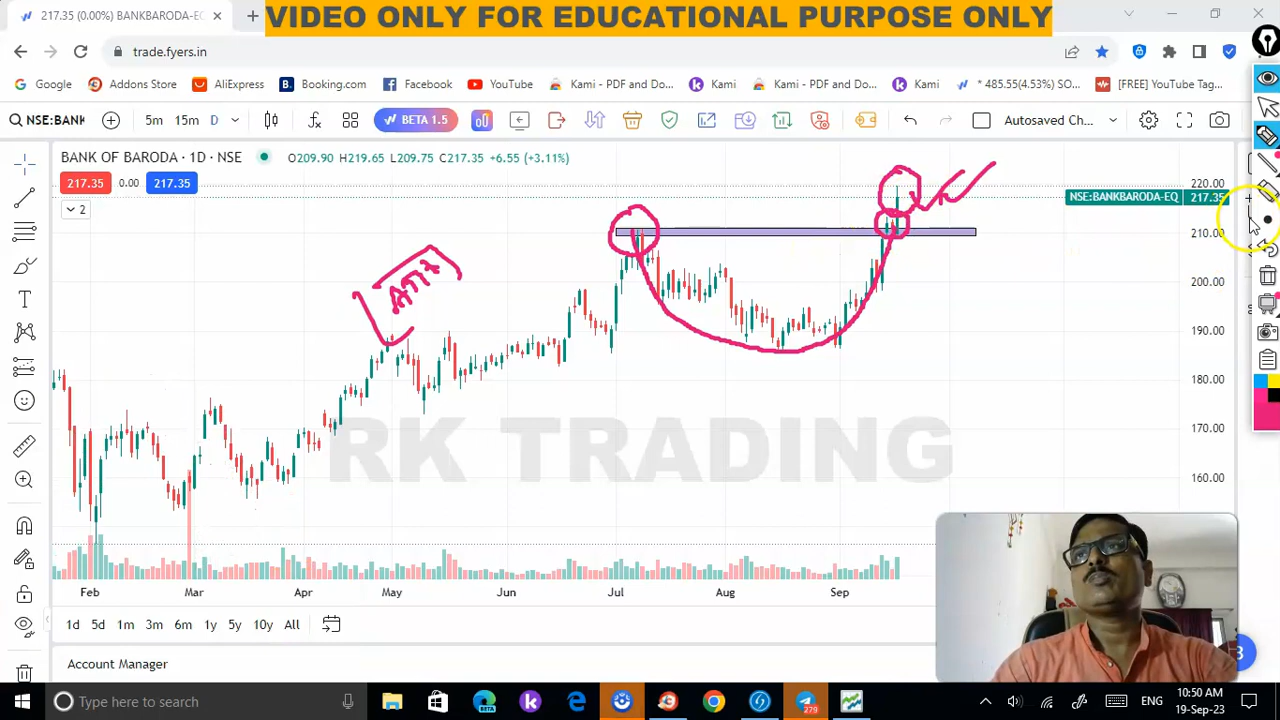 VIDEO ONLY FOR EDUCATIONAL PURPOSE ONLY
217.35 (0.00%) BANKBARODA-EQ
trade.fyers.in
Google Addons Store AliExpress Booking.com Facebook YouTube Kami - PDF and Do... Kami Kami - PDF and Do... Kami * 485.55(4.53%) SO... [FREE] YouTube Tag...
NSE:BANK 5m 15m D BETA 1.5 Autosaved Ch...
BANK OF BARODA · 1D · NSE O209.90 H219.65 L209.75 C217.35 +6.55 (+3.11%)
217.35 0.00 217.35
2
220.00
NSE:BANKBARODA-EQ 217.35
210.00
200.00
190.00
180.00
170.00
160.00
RK TRADING
Feb Mar Apr May Jun Jul Aug Sep
1d 5d 1m 3m 6m 1y 5y 10y All
Account Manager
Type here to search
279
ENG
10:50 AM
19-Sep-23